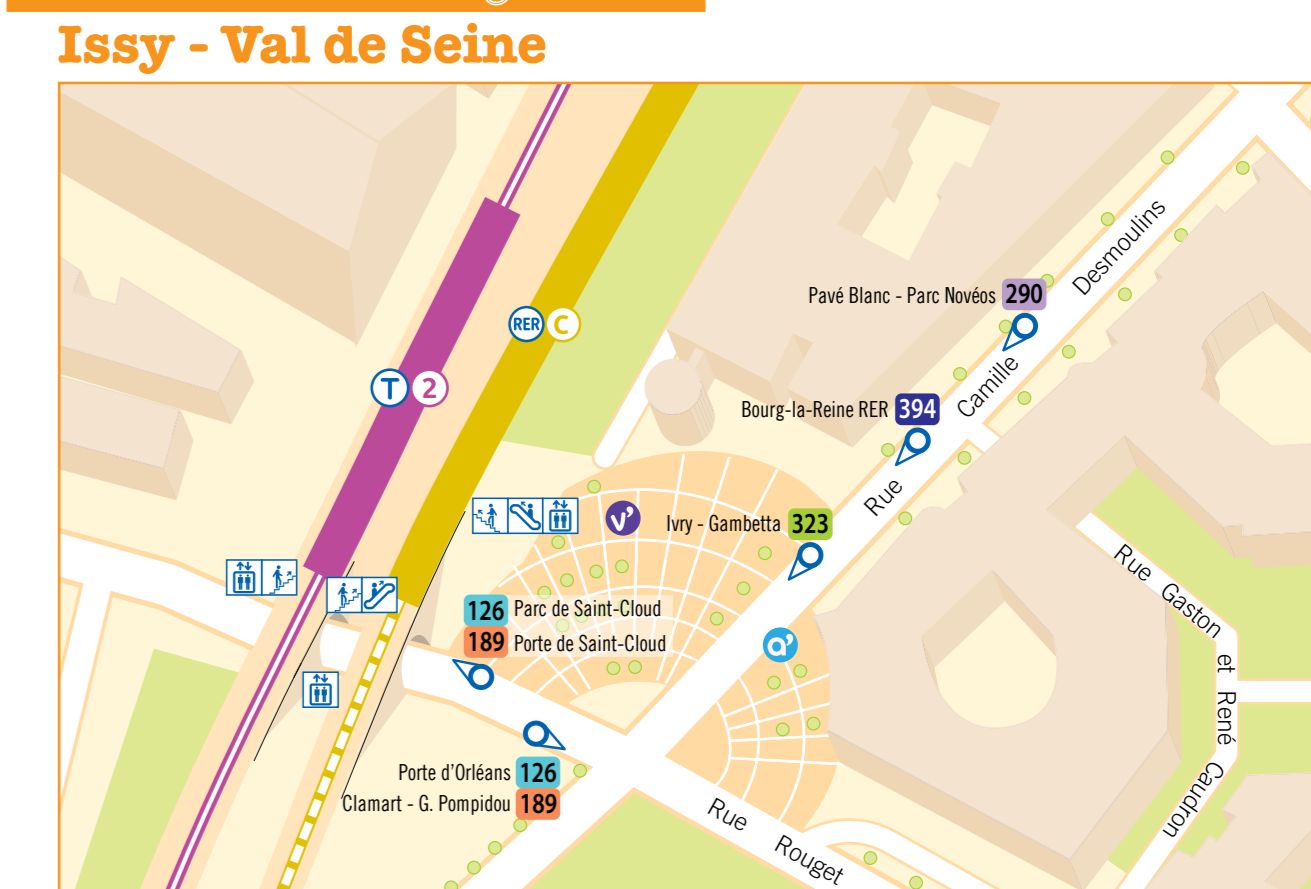 Issy - Val de Seine
Desmoulins
Pavé Blanc - Parc Novéos 290
RER C
Camille
T 2
Bourg-la-Reine RER 394
Rue
v'
Ivry - Gambetta 323
Rue Gaston et René Caudron
126 Parc de Saint-Cloud
189 Porte de Saint-Cloud
a'
Porte d'Orléans 126
Clamart - G. Pompidou 189
Rue Rouget